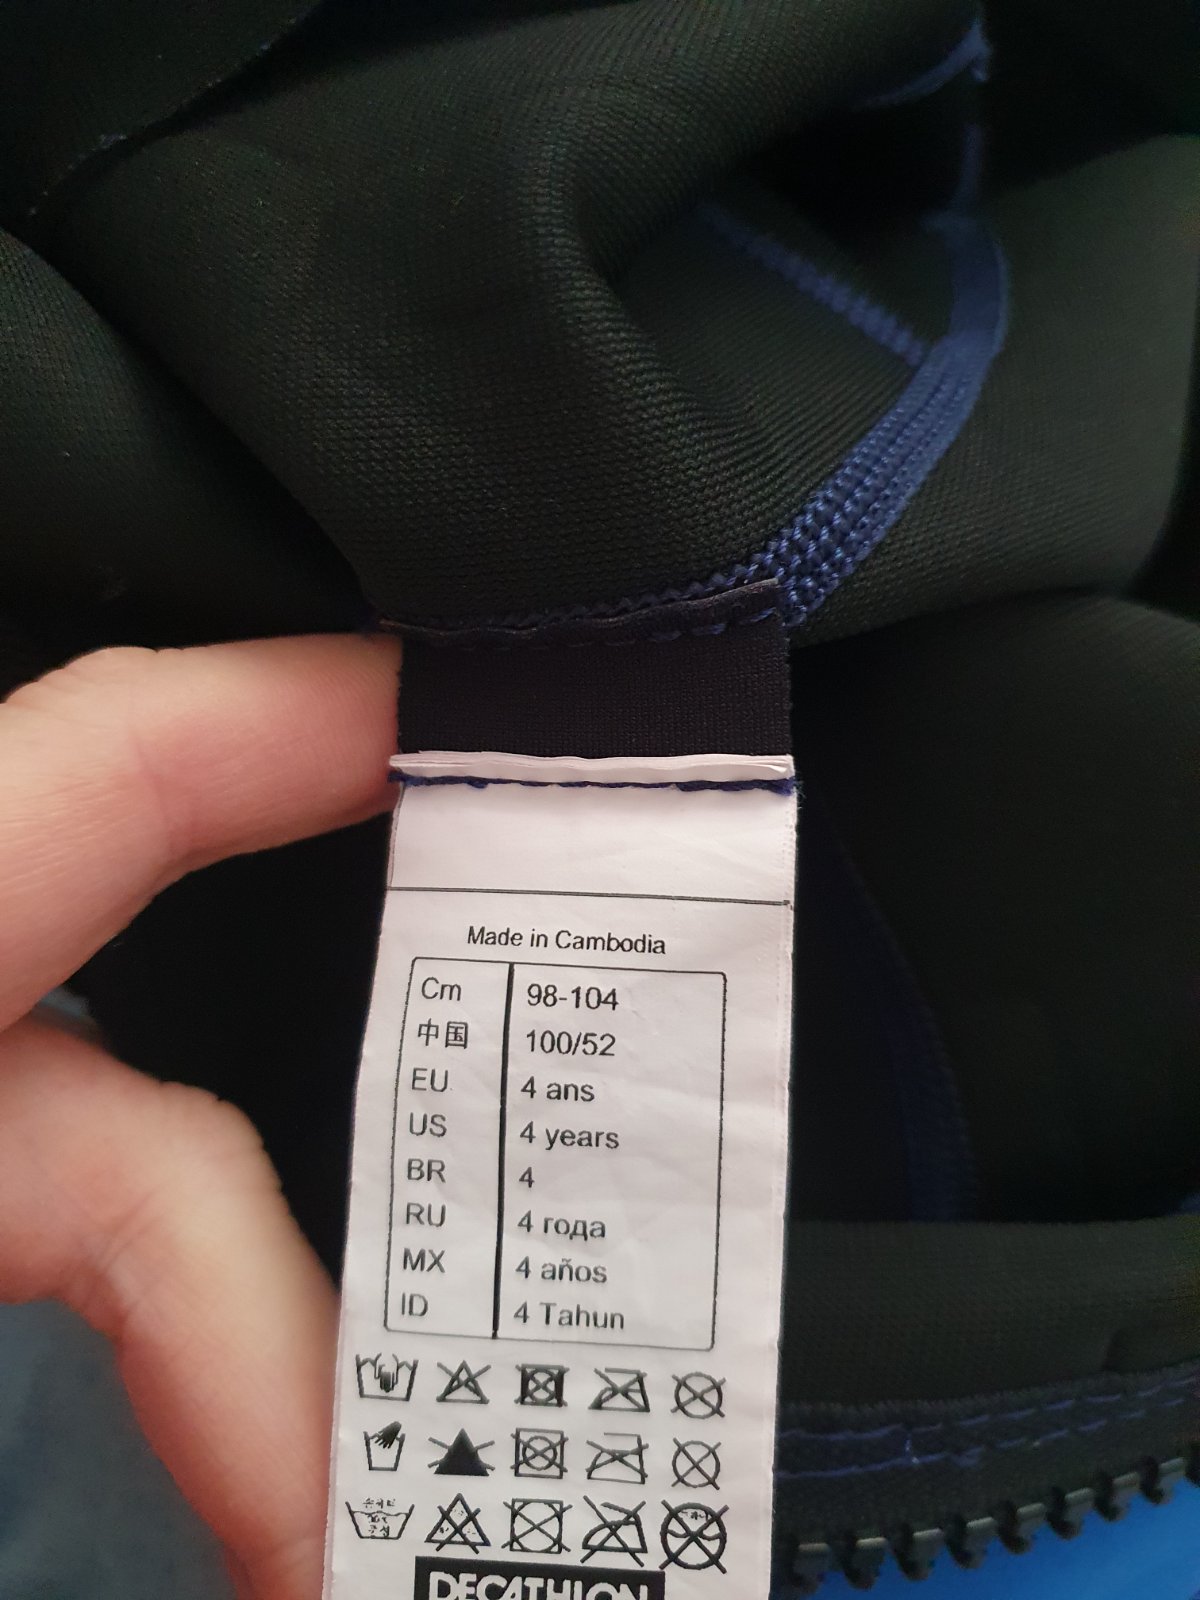 Made in Cambodia
Cm 98-104
中国 100/52
EU 4 ans
US 4 years
BR 4
RU 4 года
MX 4 años
ID 4 Tahun
DECATHLON